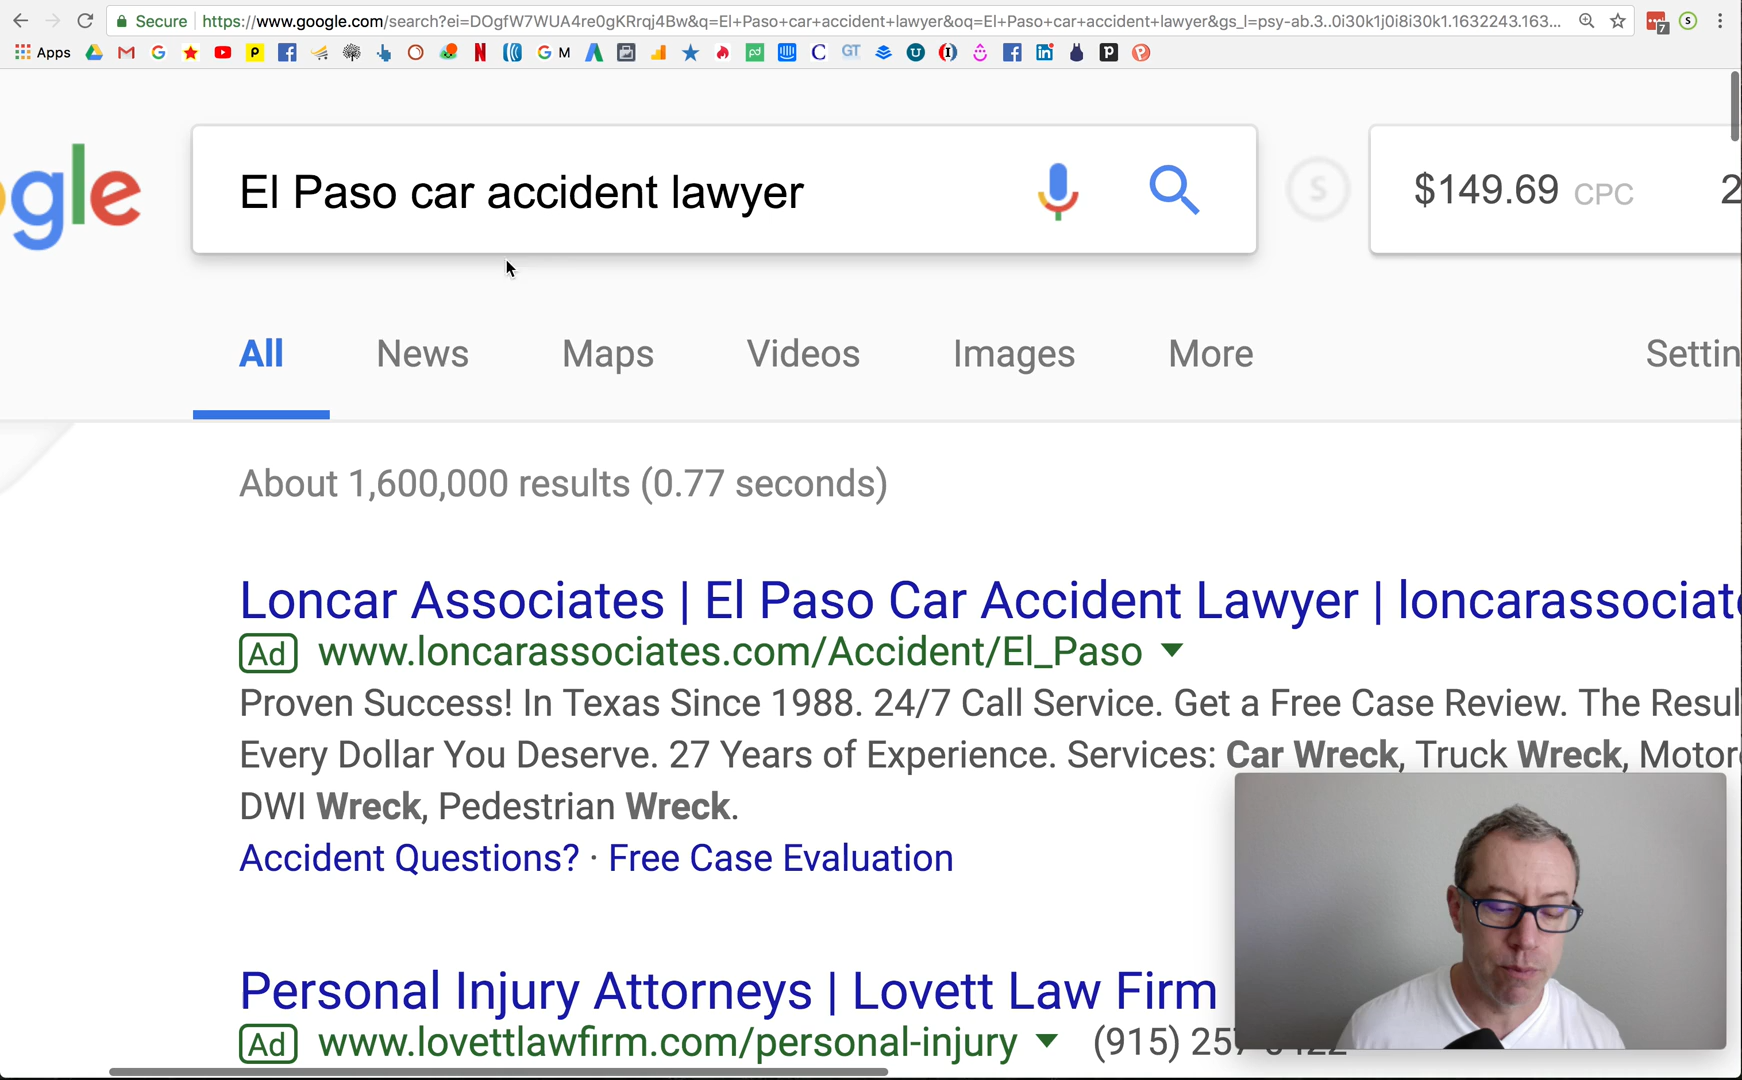 Secure https://www.google.com/search?ei=DOgfW7WUA4re0gKRrqj4Bw&q=El+Paso+car+accident+lawyer&oq=El+Paso+car+accident+lawyer&gs_l=psy-ab.3..0i30k1j0i8i30k1.1632243.163...
7
S
Apps
G M
C
GT
ogle
El Paso car accident lawyer
S
$149.69 CPC
2
All News Maps Videos Images More Settin
About 1,600,000 results (0.77 seconds)
Loncar Associates | El Paso Car Accident Lawyer | loncarassociat
Ad www.loncarassociates.com/Accident/El_Paso
Proven Success! In Texas Since 1988. 24/7 Call Service. Get a Free Case Review. The Resul
Every Dollar You Deserve. 27 Years of Experience. Services: Car Wreck, Truck Wreck, Motor
DWI Wreck, Pedestrian Wreck.
Accident Questions? · Free Case Evaluation
Personal Injury Attorneys | Lovett Law Firm
Ad www.lovettlawfirm.com/personal-injury (915) 257